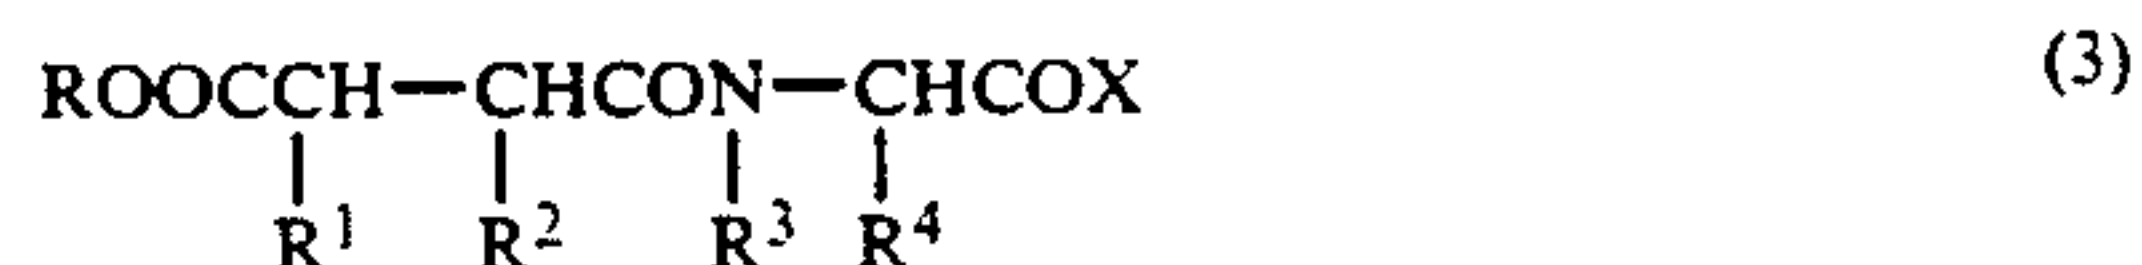 ROOCCH—CHCON—CHCOX (3)
R¹ R² R³ R⁴